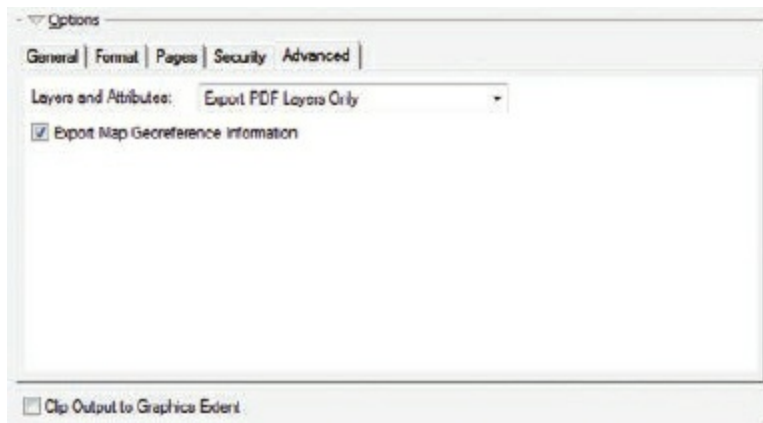 Options
General Format Pages Security Advanced
Layers and Attributes: Export PDF Layers Only
Export Map Georeference Information
Clip Output to Graphics Extent